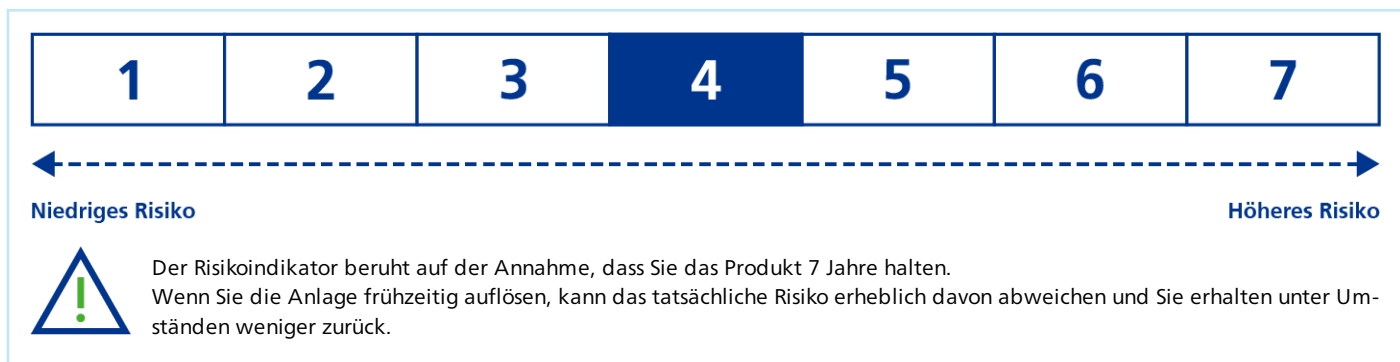 1 2 3 4 5 6 7
Niedriges Risiko Höheres Risiko
Der Risikoindikator beruht auf der Annahme, dass Sie das Produkt 7 Jahre halten.
Wenn Sie die Anlage frühzeitig auflösen, kann das tatsächliche Risiko erheblich davon abweichen und Sie erhalten unter Um-
ständen weniger zurück.